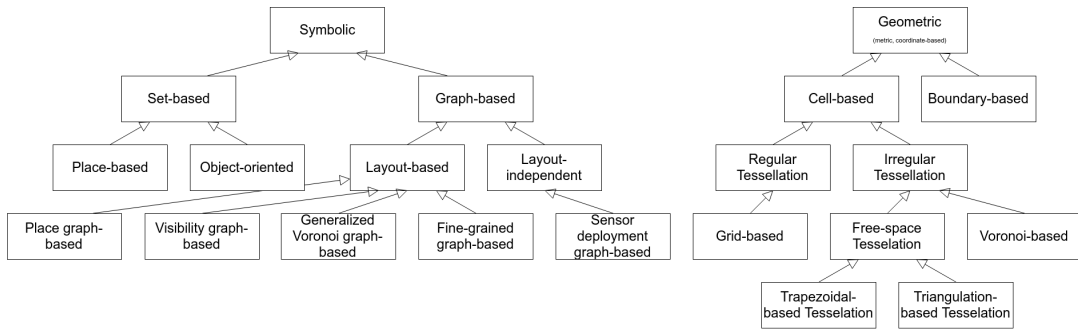 Symbolic
Geometric
(metric, coordinate-based)
Set-based
Graph-based
Cell-based
Boundary-based
Place-based
Object-oriented
Layout-based
Layout-
independent
Regular
Tessellation
Irregular
Tessellation
Place graph-
based
Visibility graph-
based
Generalized
Voronoi graph-
based
Fine-grained
graph-based
Sensor
deployment
graph-based
Grid-based
Free-space
Tesselation
Voronoi-based
Trapezoidal-
based Tesselation
Triangulation-
based Tesselation